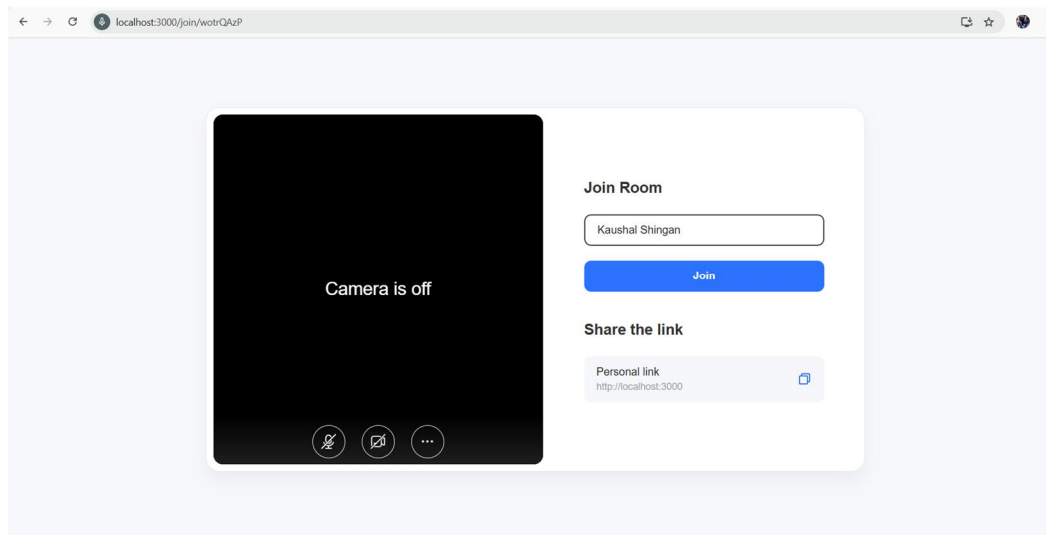 localhost:3000/join/wotrQAzP
Camera is off
Join Room
Kaushal Shingan
Join
Share the link
Personal link
http://localhost:3000